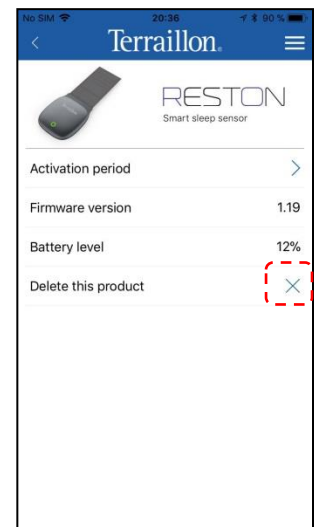 No SIM 20:36 90 %
Terraillon.
RESTON
Smart sleep sensor
Activation period
Firmware version 1.19
Battery level 12%
Delete this product